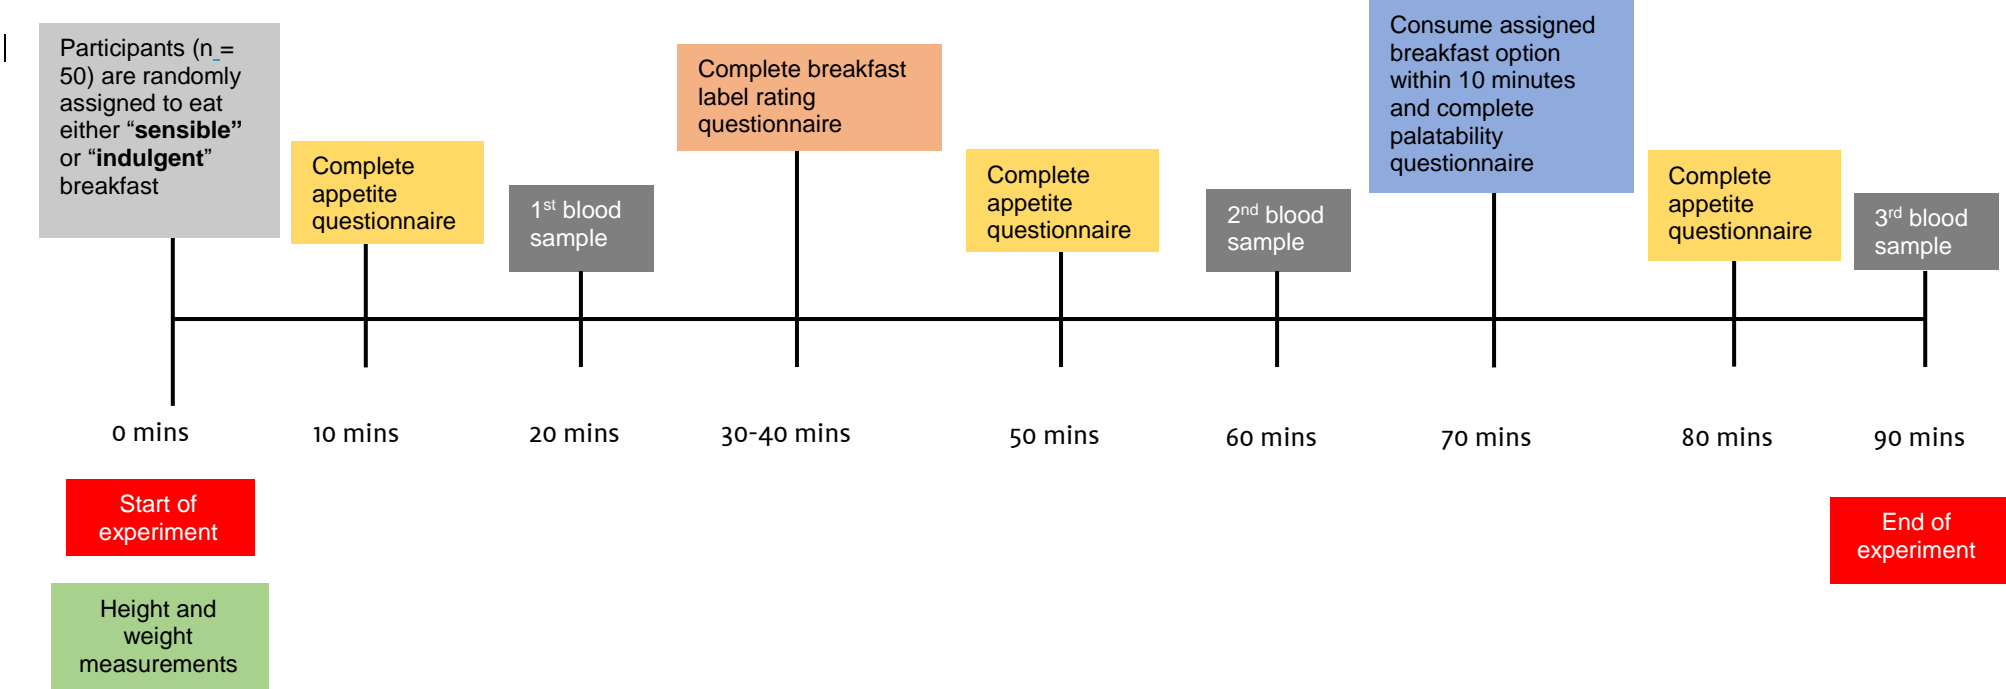 Participants (n =
50) are randomly
assigned to eat
either “sensible”
or “indulgent”
breakfast
Complete
appetite
questionnaire
1st blood
sample
Complete breakfast
label rating
questionnaire
Complete
appetite
questionnaire
2nd blood
sample
Consume assigned
breakfast option
within 10 minutes
and complete
palatability
questionnaire
Complete
appetite
questionnaire
3rd blood
sample
0 mins
10 mins
20 mins
30-40 mins
50 mins
60 mins
70 mins
80 mins
90 mins
Start of
experiment
End of
experiment
Height and
weight
measurements